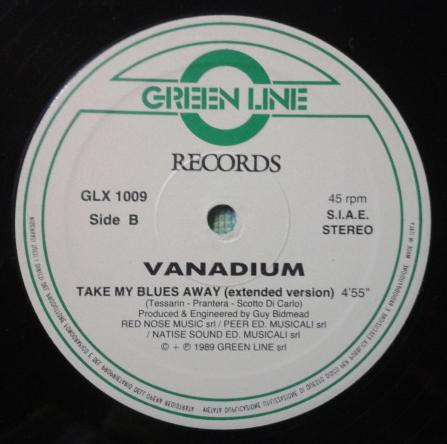 GREEN LINE
RECORDS
GLX 1009
Side B
45 rpm
S.I.A.E.
STEREO
VANADIUM
TAKE MY BLUES AWAY (extended version) 4'55"
(Tessarin - Prantera - Scotto Di Carlo)
Produced & Engineered by Guy Bidmead
RED NOSE MUSIC srl / PEER ED. MUSICALI srl
/ NATISE SOUND ED. MUSICALI srl
© + ℗ 1989 GREEN LINE srl